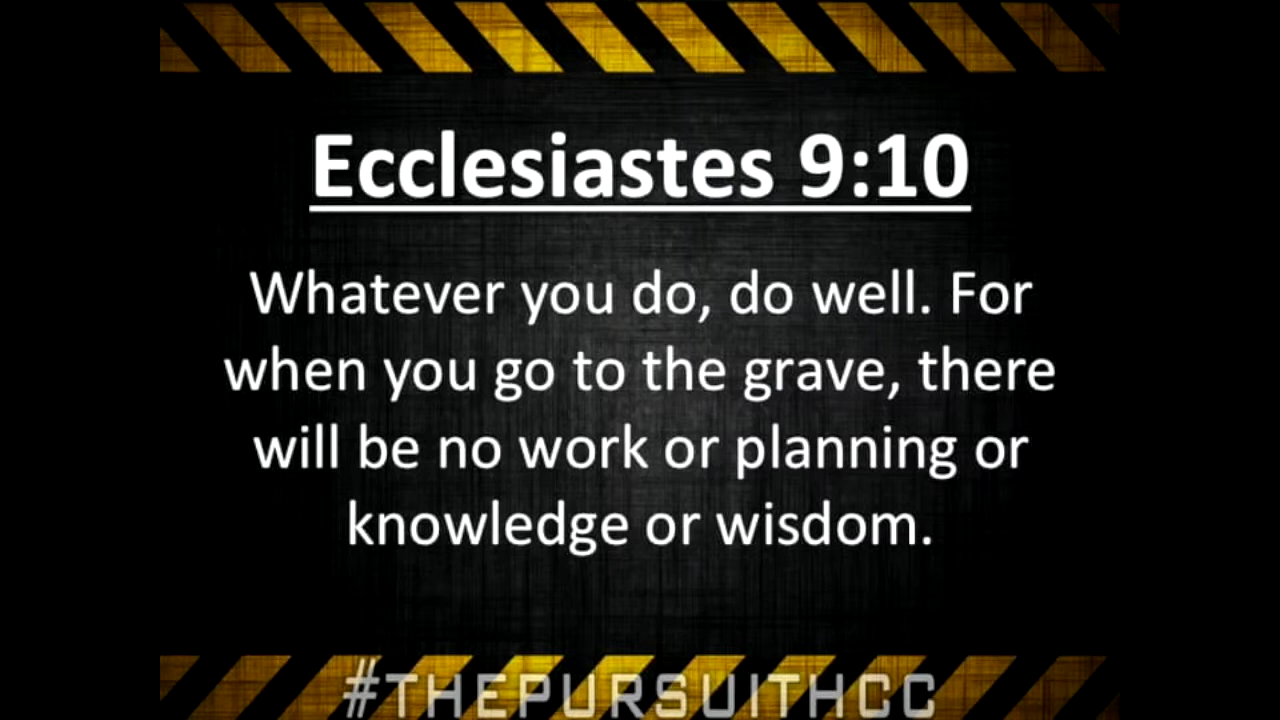 Ecclesiastes 9:10
Whatever you do, do well. For
when you go to the grave, there
will be no work or planning or
knowledge or wisdom.
#THEPURSUITHCC